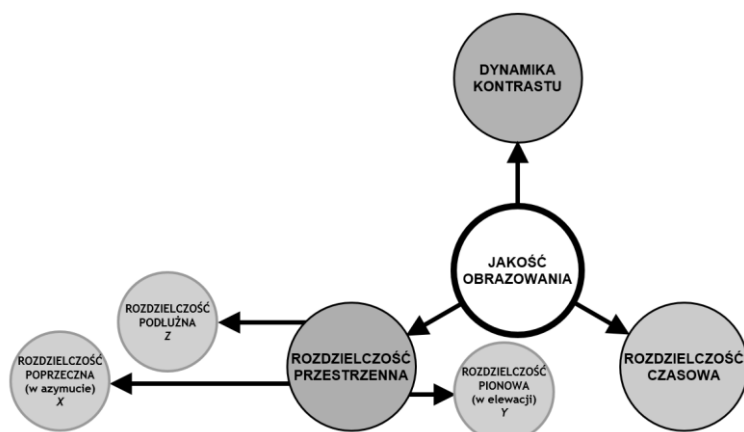 DYNAMIKA
KONTRASTU
JAKOŚĆ
OBRAZOWANIA
ROZDZIELCZOŚĆ
PODŁUŻNA
Z
ROZDZIELCZOŚĆ
POPRZECZNA
(w azymucie)
X
ROZDZIELCZOŚĆ
PRZESTRZENNA
ROZDZIELCZOŚĆ
PIONOWA
(w elewacji)
Y
ROZDZIELCZOŚĆ
CZASOWA